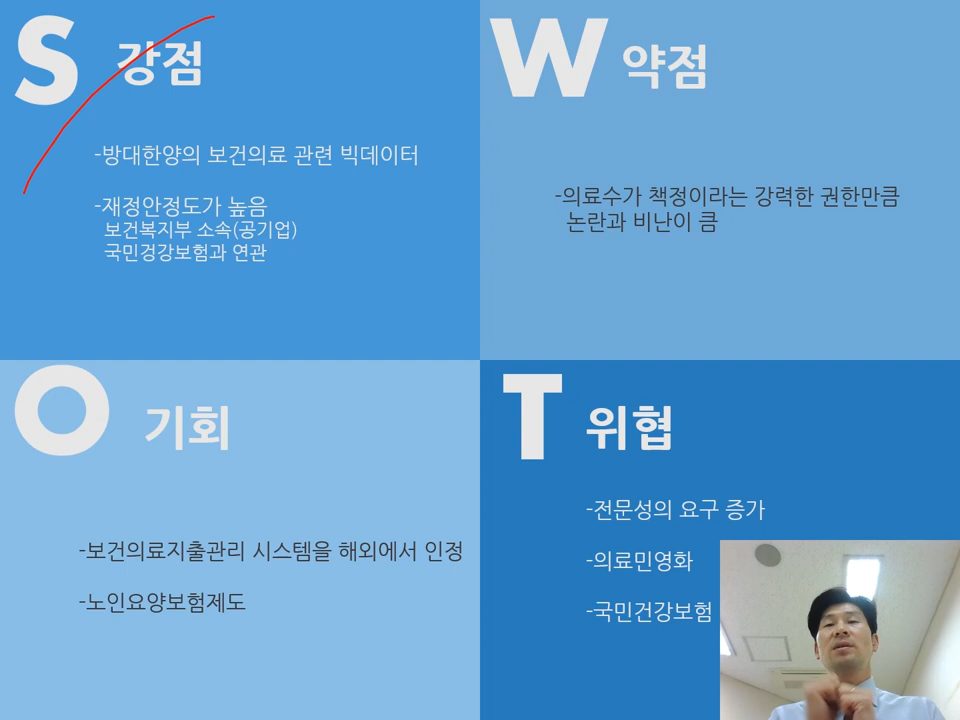 S 강점
-방대한양의 보건의료 관련 빅데이터
-재정안정도가 높음
보건복지부 소속(공기업)
국민겅강보험과 연관
W 약점
-의료수가 책정이라는 강력한 권한만큼
논란과 비난이 큼
O 기회
-보건의료지출관리 시스템을 해외에서 인정
-노인요양보험제도
T 위협
-전문성의 요구 증가
-의료민영화
-국민건강보험